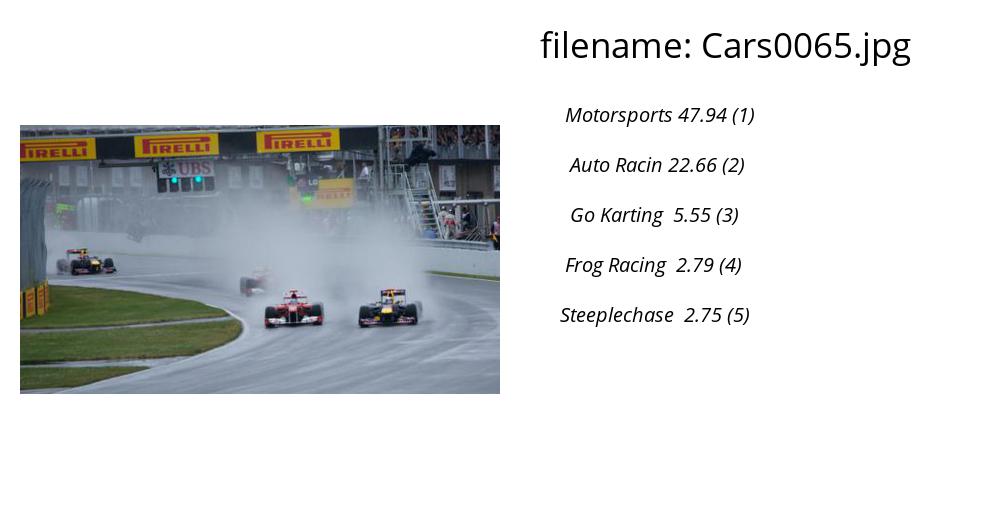 filename: Cars0065.jpg
Motorsports 47.94 (1)
Auto Racin 22.66 (2)
Go Karting 5.55 (3)
Frog Racing 2.79 (4)
Steeplechase 2.75 (5)
PIRELLI
PIRELLI
PIRELLI
UBS
LG
PIRELLI